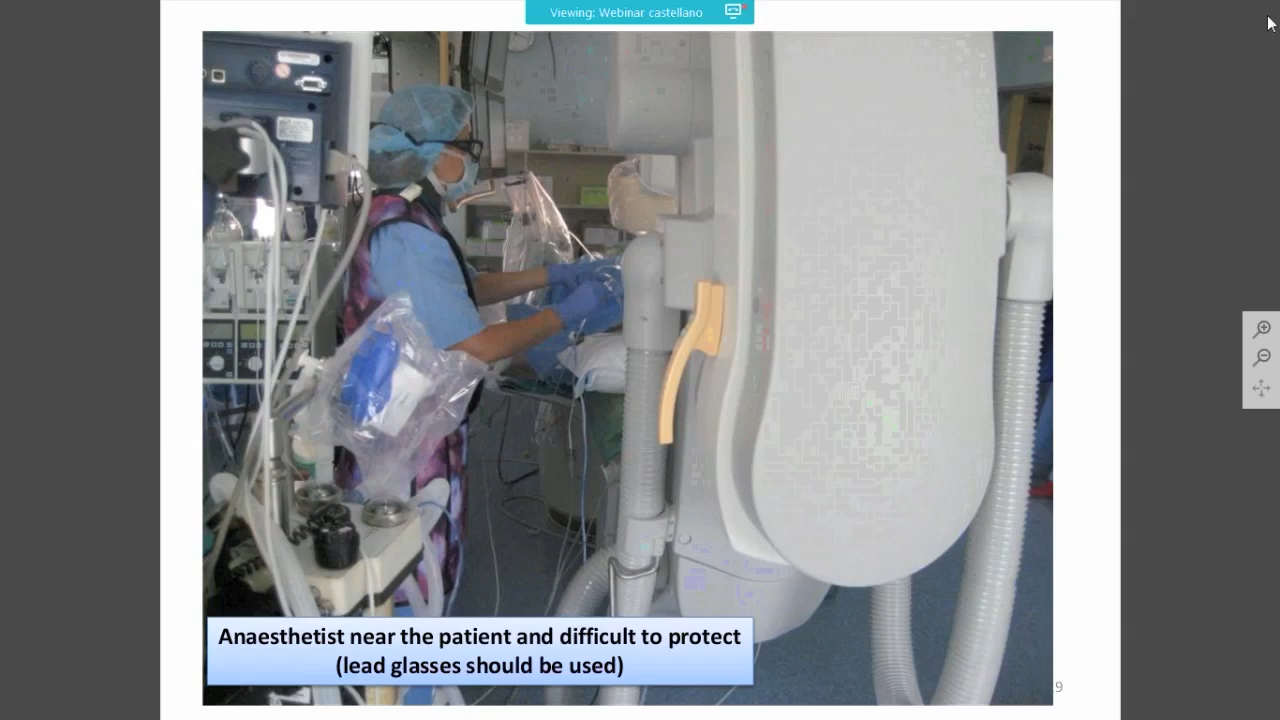 Viewing: Webinar castellano
Anaesthetist near the patient and difficult to protect
(lead glasses should be used)
9